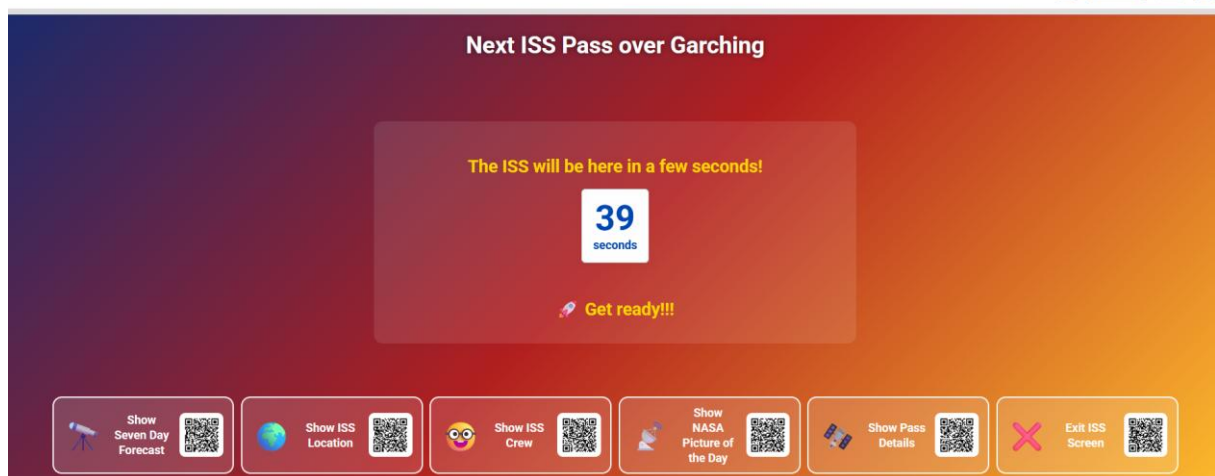 Next ISS Pass over Garching
The ISS will be here in a few seconds!
39
seconds
Get ready!!!
Show
Seven Day
Forecast
Show ISS
Location
Show ISS
Crew
Show
NASA
Picture of
the Day
Show Pass
Details
Exit ISS
Screen